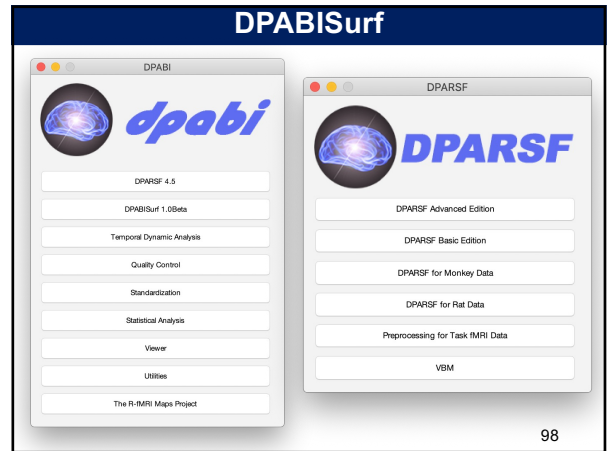 DPABISurf
DPABI
dpabi
DPARSF 4.5
DPABISurf 1.0Beta
Temporal Dynamic Analysis
Quality Control
Standardization
Statistical Analysis
Viewer
Utilities
The R-fMRI Maps Project
DPARSF
DPARSF
DPARSF Advanced Edition
DPARSF Basic Edition
DPARSF for Monkey Data
DPARSF for Rat Data
Preprocessing for Task fMRI Data
VBM
98